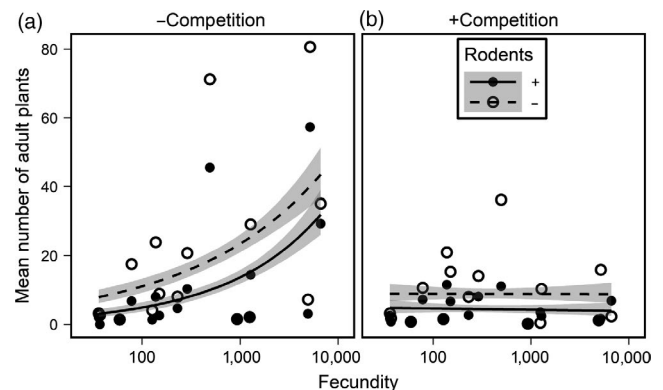 (a) −Competition
(b) +Competition
Mean number of adult plants
80
60
40
20
0
Rodents
+
−
100 1,000 10,000
100 1,000 10,000
Fecundity